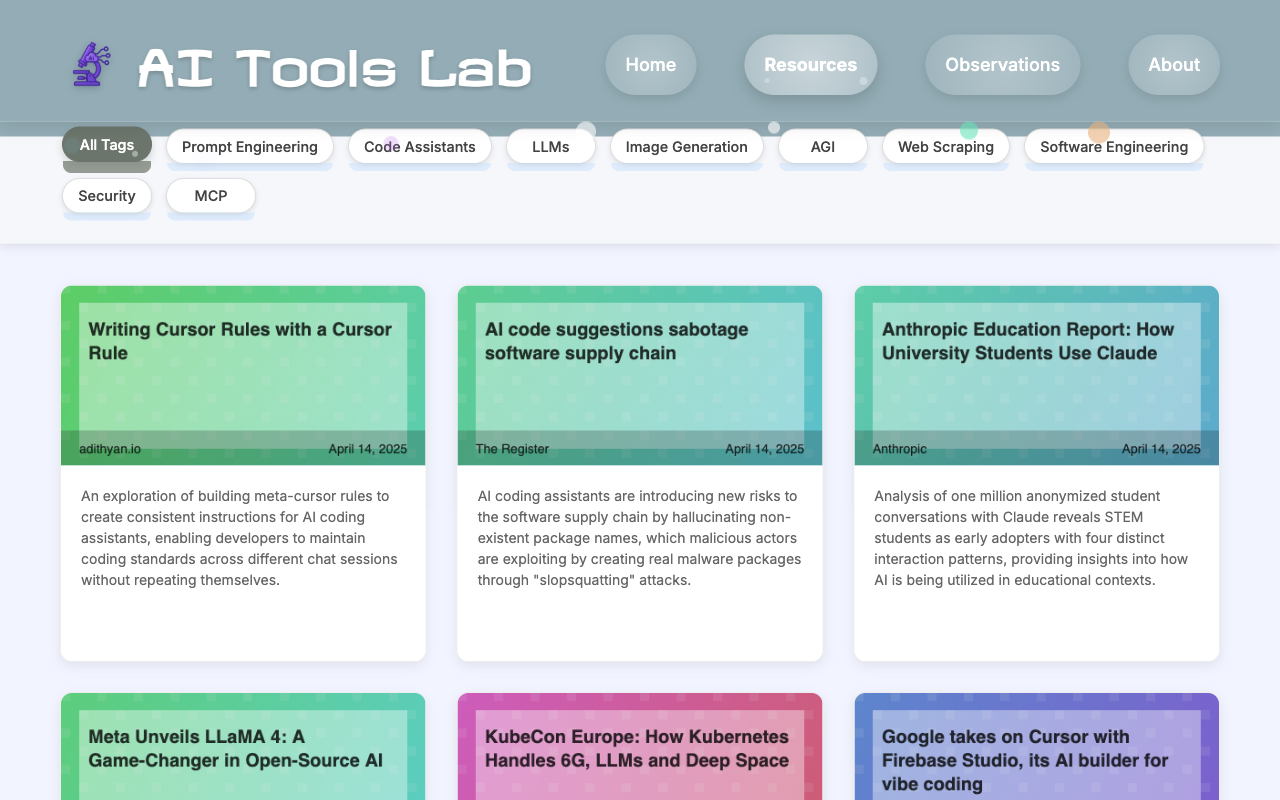 AI Tools Lab
Home
Resources
Observations
About
All Tags
Prompt Engineering
Code Assistants
LLMs
Image Generation
AGI
Web Scraping
Software Engineering
Security
MCP
Writing Cursor Rules with a Cursor
Rule
adithyan.io
April 14, 2025
An exploration of building meta-cursor rules to
create consistent instructions for AI coding
assistants, enabling developers to maintain
coding standards across different chat sessions
without repeating themselves.
AI code suggestions sabotage
software supply chain
The Register
April 14, 2025
AI coding assistants are introducing new risks to
the software supply chain by hallucinating non-
existent package names, which malicious actors
are exploiting by creating real malware packages
through "slopsquatting" attacks.
Anthropic Education Report: How
University Students Use Claude
Anthropic
April 14, 2025
Analysis of one million anonymized student
conversations with Claude reveals STEM
students as early adopters with four distinct
interaction patterns, providing insights into how
AI is being utilized in educational contexts.
Meta Unveils LLaMA 4: A
Game-Changer in Open-Source AI
KubeCon Europe: How Kubernetes
Handles 6G, LLMs and Deep Space
Google takes on Cursor with
Firebase Studio, its AI builder for
vibe coding